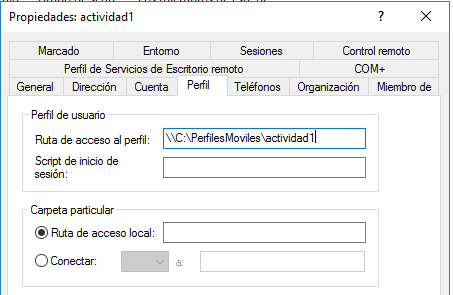 Propiedades: actividad1
?
Marcado Entorno Sesiones Control remoto
Perfil de Servicios de Escritorio remoto COM+
General Dirección Cuenta Perfil Teléfonos Organización Miembro de
Perfil de usuario
Ruta de acceso al perfil: \\C:\PerfilesMoviles\actividad1
Script de inicio de
sesión:
Carpeta particular
Ruta de acceso local:
Conectar: a: